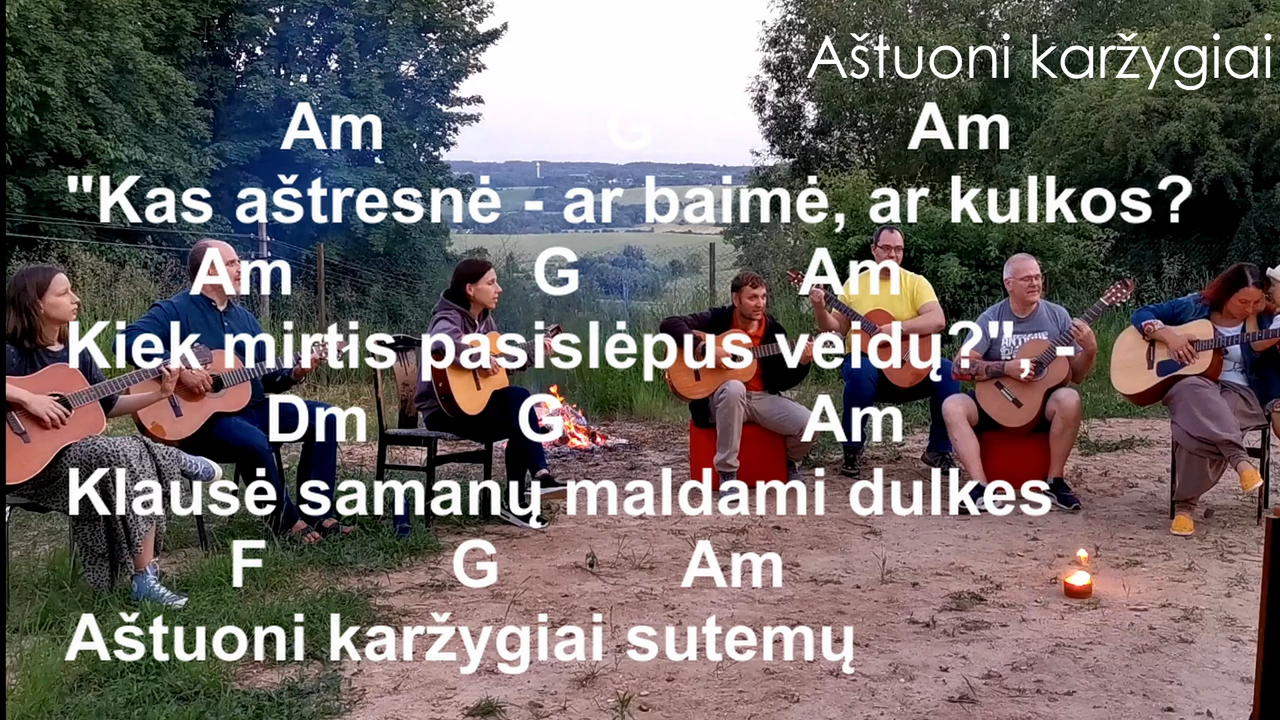 Aštuoni karžygiai
Am G Am
"Kas aštresnė - ar baimė, ar kulkos?
Am G Am
Kiek mirtis pasislėpus veidų?", -
Dm G Am
Klausė samanų maldami dulkes
F G Am
Aštuoni karžygiai sutemų